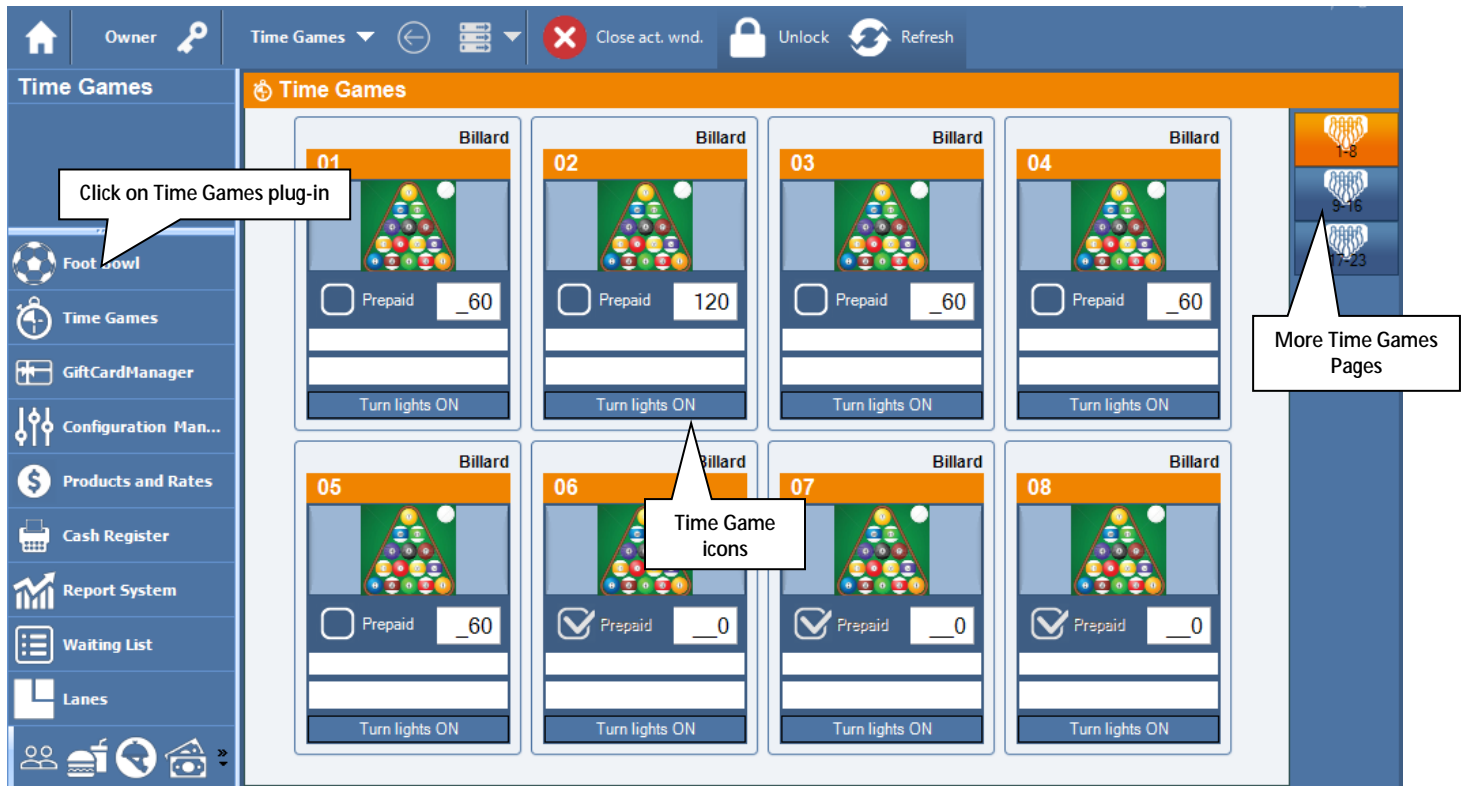 Owner
Time Games
Close act. wnd.
Unlock
Refresh
Time Games
Click on Time Games plug-in
Foot Bowl
Time Games
GiftCardManager
Configuration Man...
Products and Rates
Cash Register
Report System
Waiting List
Lanes
»
Time Games
Billard
01
Prepaid _60
Turn lights ON
Billard
02
Prepaid 120
Turn lights ON
Billard
03
Prepaid _60
Turn lights ON
Billard
04
Prepaid _60
Turn lights ON
Billard
05
Prepaid _60
Turn lights ON
Billard
06
Prepaid __0
Turn lights ON
Billard
07
Prepaid __0
Turn lights ON
Billard
08
Prepaid __0
Turn lights ON
Time Game
icons
1-8
9-16
17-23
More Time Games
Pages